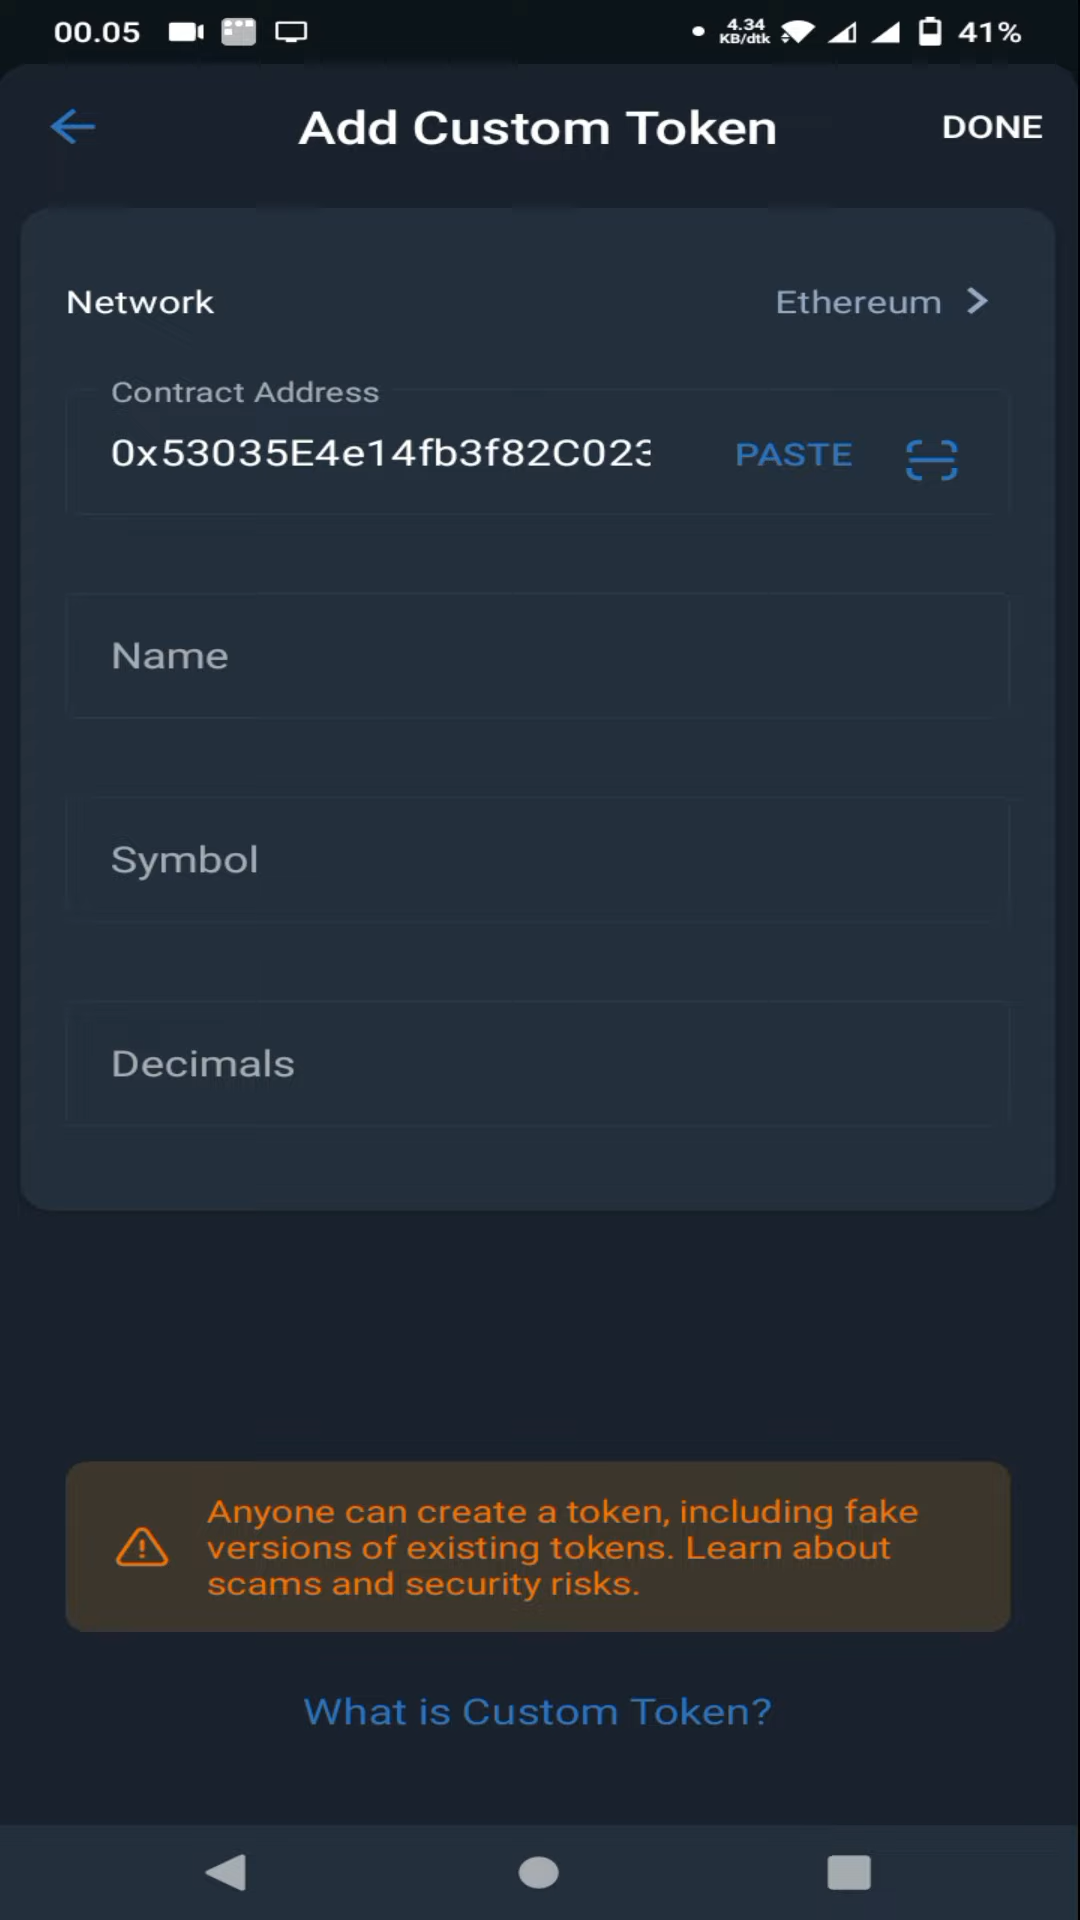 00.05
4.34
KB/dtk
41%
Add Custom Token
DONE
Network
Ethereum
Contract Address
0x53035E4e14fb3f82C023
PASTE
Name
Symbol
Decimals
Anyone can create a token, including fake
versions of existing tokens. Learn about
scams and security risks.
What is Custom Token?